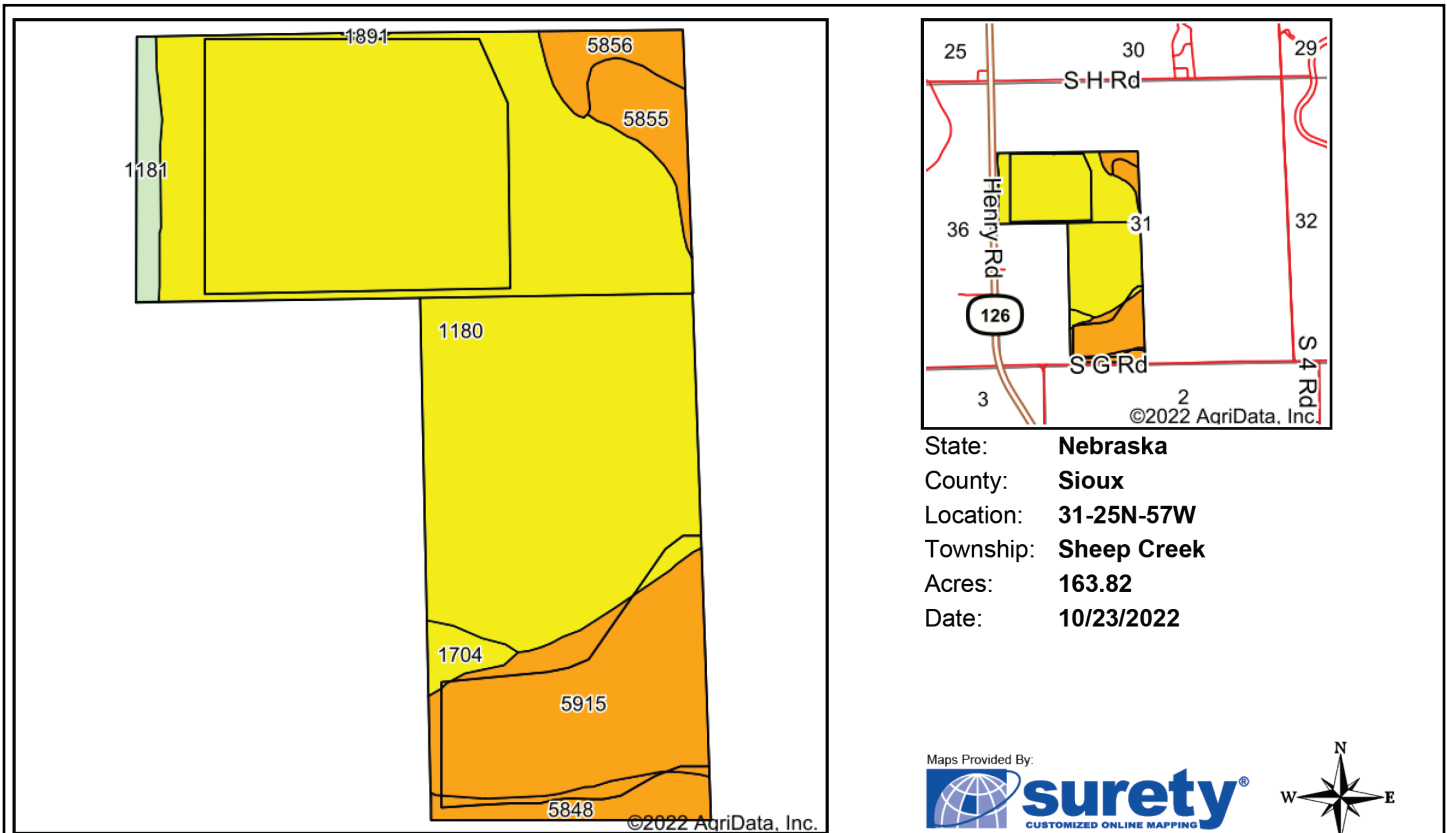 1891
5856
5855
1181
1180
1704
5915
5848
©2022 AgriData, Inc.
25
30
29
S H Rd
Henry Rd
36
31
32
126
S G Rd
S 4 Rd
3
2
©2022 AgriData, Inc.
State: Nebraska
County: Sioux
Location: 31-25N-57W
Township: Sheep Creek
Acres: 163.82
Date: 10/23/2022
Maps Provided By:
surety®
CUSTOMIZED ONLINE MAPPING
N
W E